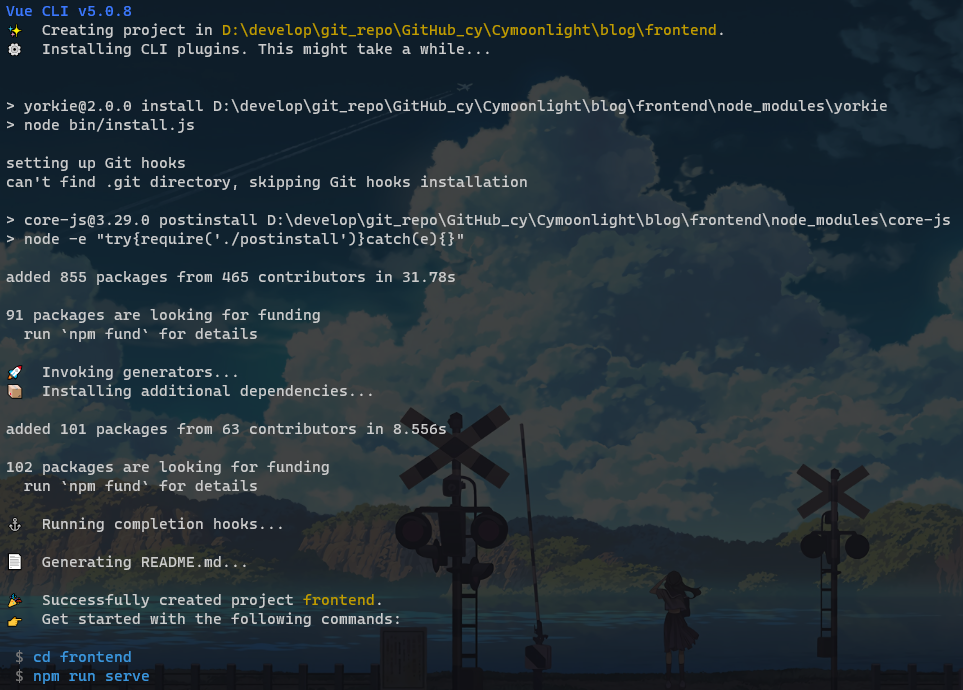 Vue CLI v5.0.8
✨  Creating project in D:\develop\git_repo\GitHub_cy\Cymoonlight\blog\frontend.
⚙️  Installing CLI plugins. This might take a while...
> yorkie@2.0.0 install D:\develop\git_repo\GitHub_cy\Cymoonlight\blog\frontend\node_modules\yorkie
> node bin/install.js
setting up Git hooks
can't find .git directory, skipping Git hooks installation
> core-js@3.29.0 postinstall D:\develop\git_repo\GitHub_cy\Cymoonlight\blog\frontend\node_modules\core-js
> node -e "try{require('./postinstall')}catch(e){}"
added 855 packages from 465 contributors in 31.78s
91 packages are looking for funding
  run `npm fund` for details
🚀  Invoking generators...
📦  Installing additional dependencies...
added 101 packages from 63 contributors in 8.556s
102 packages are looking for funding
  run `npm fund` for details
⚓  Running completion hooks...
📄  Generating README.md...
🎉  Successfully created project frontend.
👉  Get started with the following commands:
 $ cd frontend
 $ npm run serve